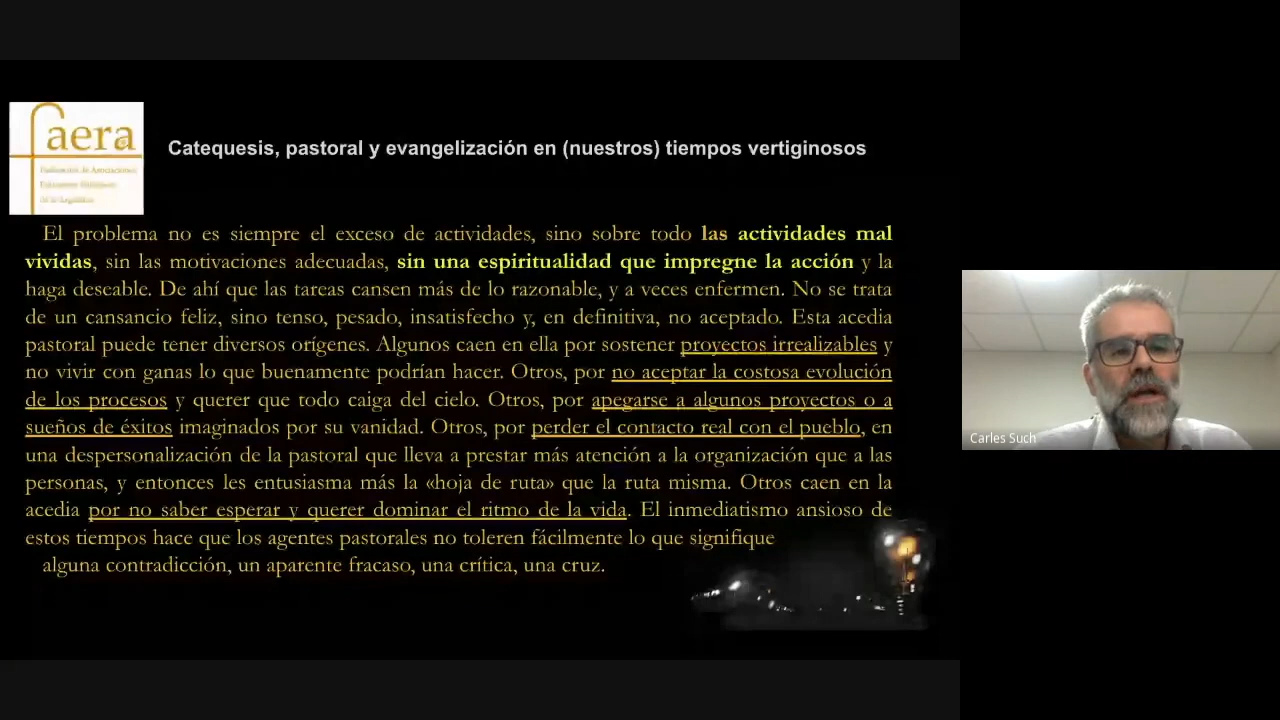 aera
Catequesis, pastoral y evangelización en (nuestros) tiempos vertiginosos
El problema no es siempre el exceso de actividades, sino sobre todo las actividades mal
vividas, sin las motivaciones adecuadas, sin una espiritualidad que impregne la acción y la
haga deseable. De ahí que las tareas cansen más de lo razonable, y a veces enfermen. No se trata
de un cansancio feliz, sino tenso, pesado, insatisfecho y, en definitiva, no aceptado. Esta acedia
pastoral puede tener diversos orígenes. Algunos caen en ella por sostener proyectos irrealizables y
no vivir con ganas lo que buenamente podrían hacer. Otros, por no aceptar la costosa evolución
de los procesos y querer que todo caiga del cielo. Otros, por apegarse a algunos proyectos o a
sueños de éxitos imaginados por su vanidad. Otros, por perder el contacto real con el pueblo, en
una despersonalización de la pastoral que lleva a prestar más atención a la organización que a las
personas, y entonces les entusiasma más la «hoja de ruta» que la ruta misma. Otros caen en la
acedia por no saber esperar y querer dominar el ritmo de la vida. El inmediatismo ansioso de
estos tiempos hace que los agentes pastorales no toleren fácilmente lo que signifique
alguna contradicción, un aparente fracaso, una crítica, una cruz.
Carles Such